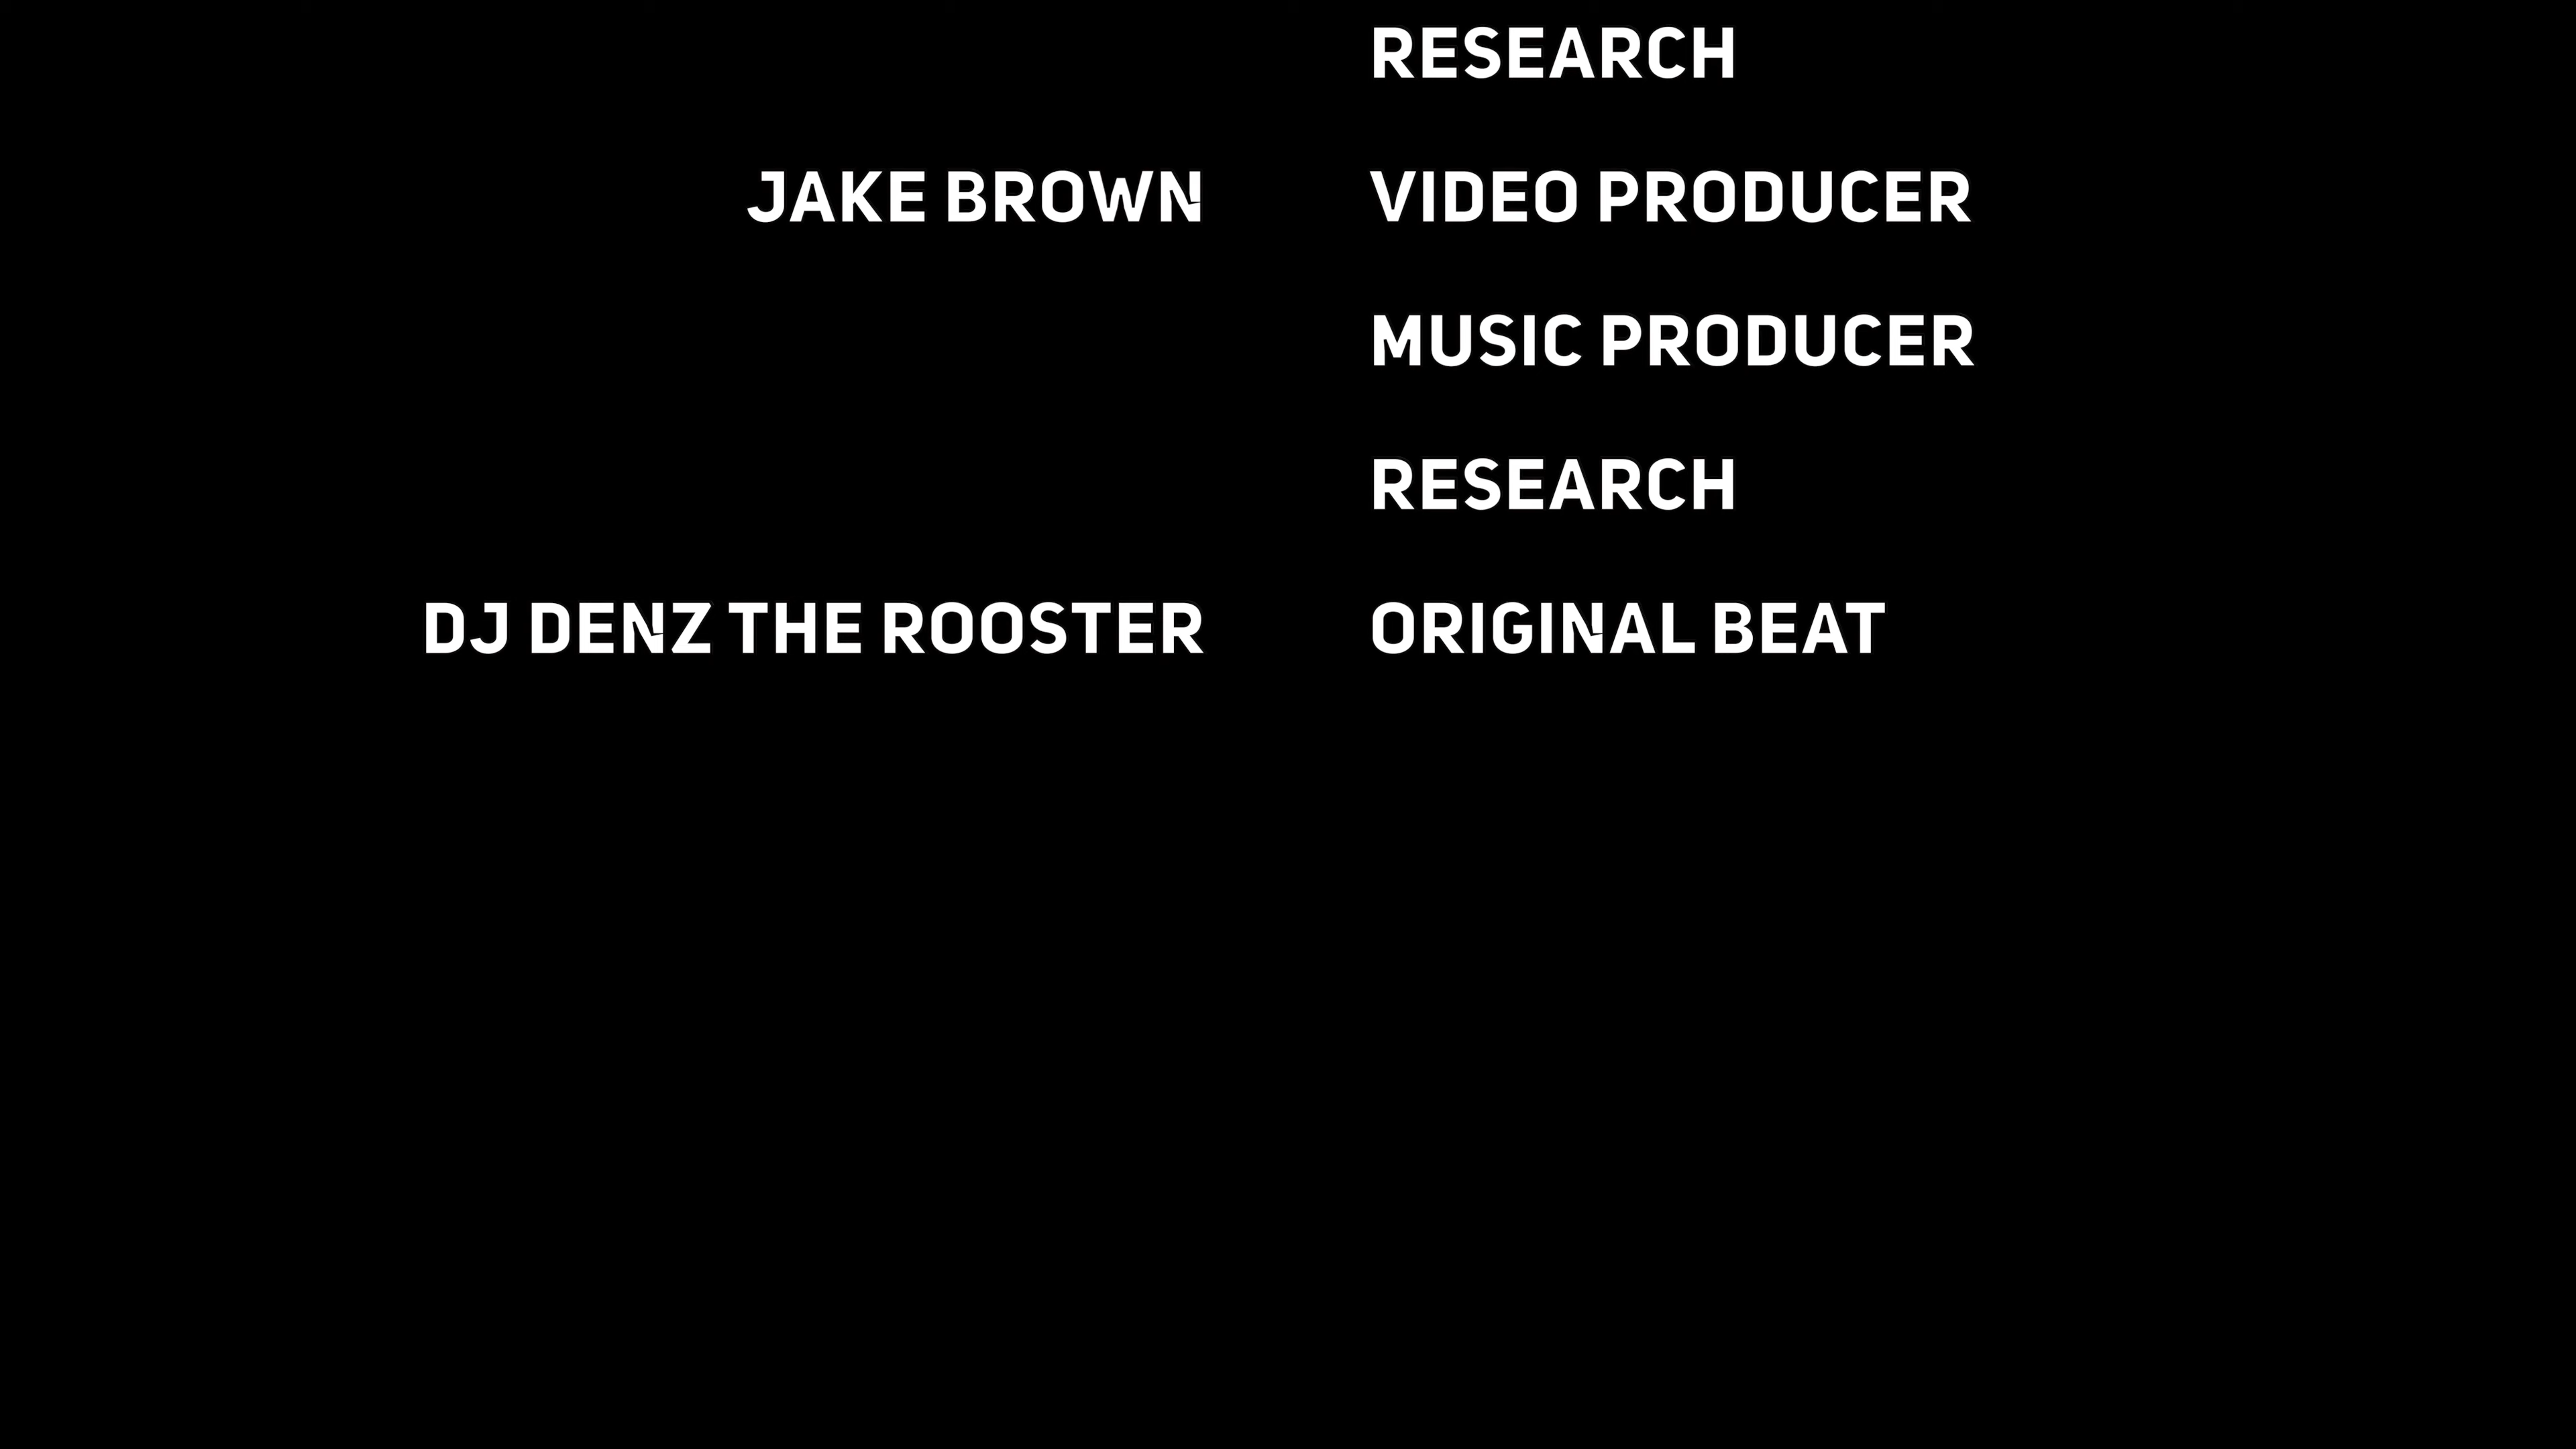 RESEARCH
JAKE BROWN VIDEO PRODUCER
MUSIC PRODUCER
RESEARCH
DJ DENZ THE ROOSTER ORIGINAL BEAT